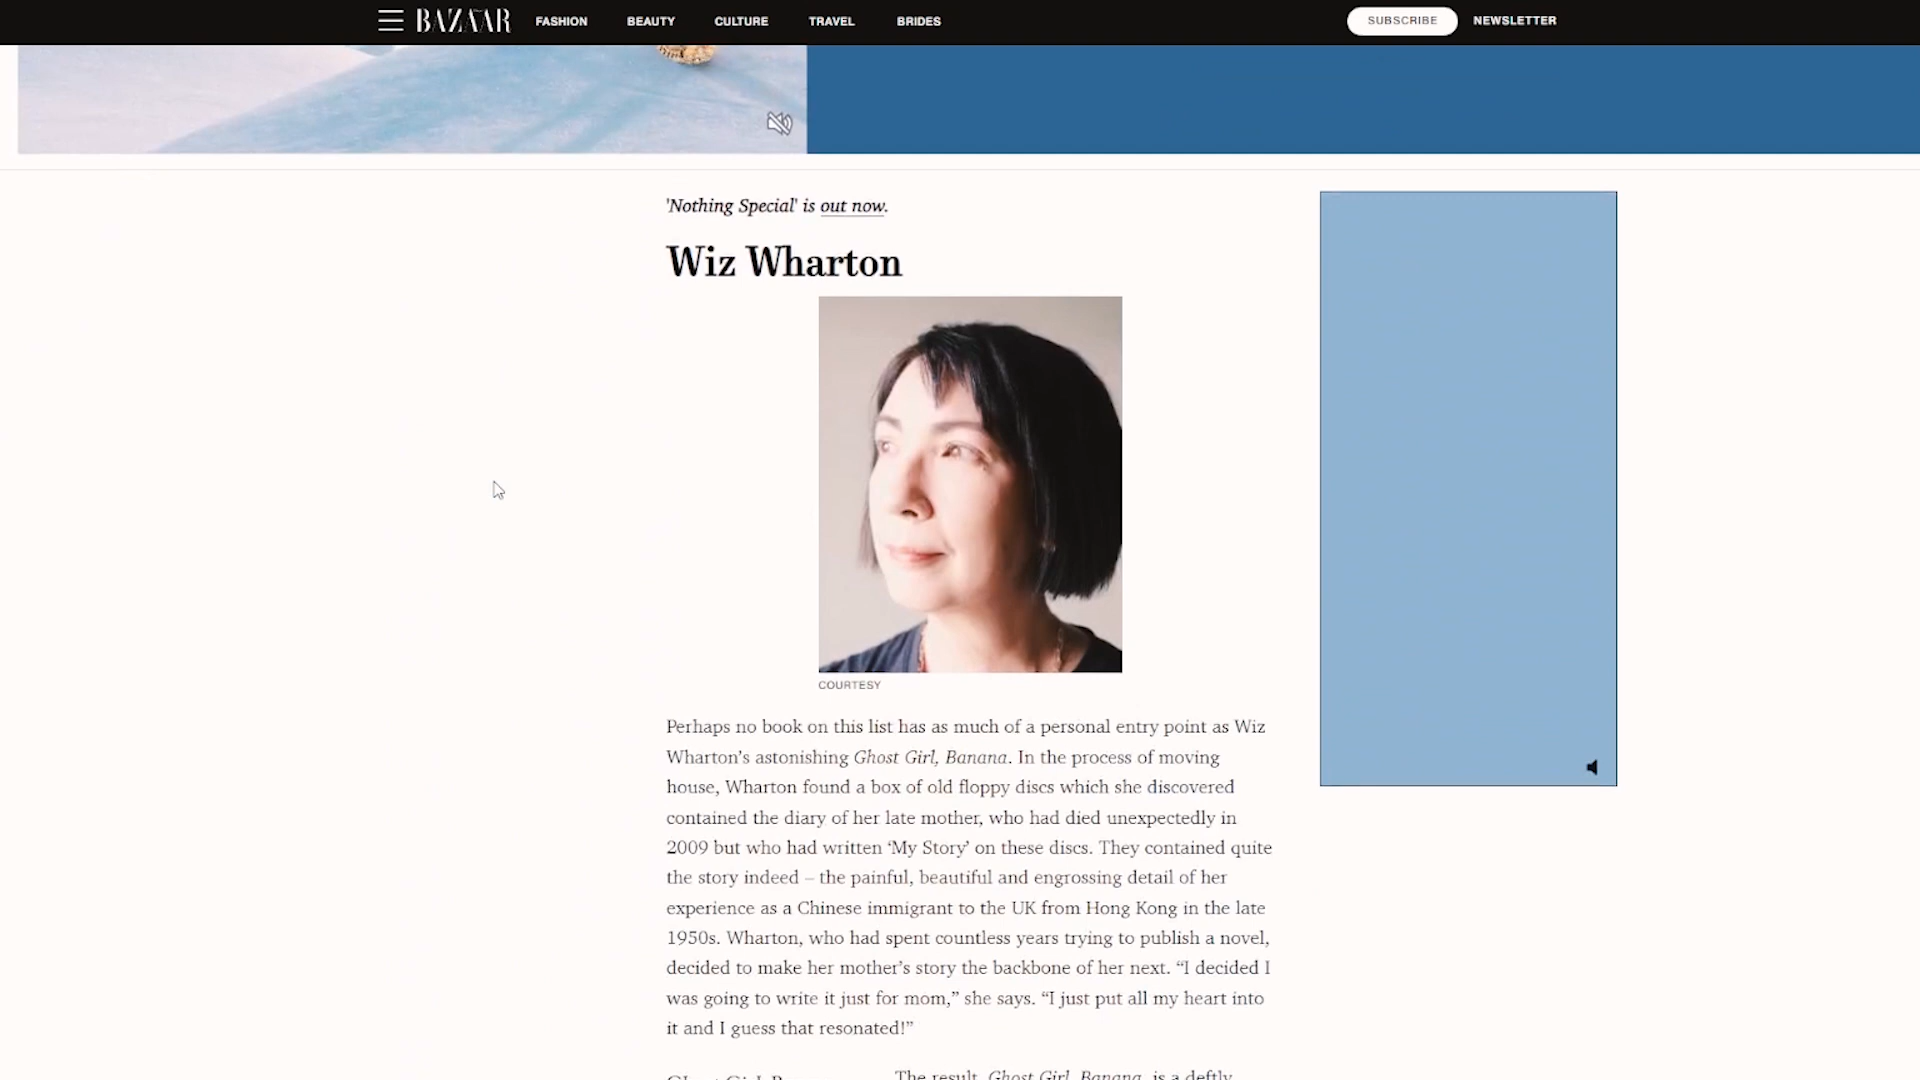 BAZAAR FASHION BEAUTY CULTURE TRAVEL BRIDES SUBSCRIBE NEWSLETTER
'Nothing Special' is out now.
Wiz Wharton
COURTESY
Perhaps no book on this list has as much of a personal entry point as Wiz
Wharton’s astonishing Ghost Girl, Banana. In the process of moving
house, Wharton found a box of old floppy discs which she discovered
contained the diary of her late mother, who had died unexpectedly in
2009 but who had written ‘My Story’ on these discs. They contained quite
the story indeed – the painful, beautiful and engrossing detail of her
experience as a Chinese immigrant to the UK from Hong Kong in the late
1950s. Wharton, who had spent countless years trying to publish a novel,
decided to make her mother’s story the backbone of her next. “I decided I
was going to write it just for mom,” she says. “I just put all my heart into
it and I guess that resonated!”
The result, Ghost Girl, Banana, is a deftly